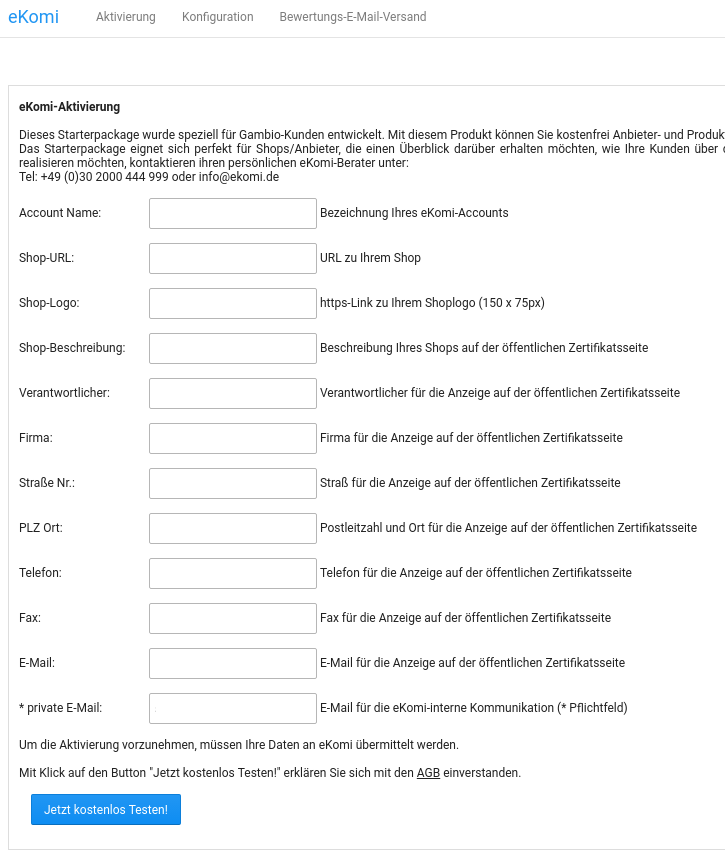 eKomi Aktivierung Konfiguration Bewertungs-E-Mail-Versand
eKomi-Aktivierung
Dieses Starterpackage wurde speziell für Gambio-Kunden entwickelt. Mit diesem Produkt können Sie kostenfrei Anbieter- und Produk
Das Starterpackage eignet sich perfekt für Shops/Anbieter, die einen Überblick darüber erhalten möchten, wie Ihre Kunden über
realisieren möchten, kontaktieren ihren persönlichen eKomi-Berater unter:
Tel: +49 (0)30 2000 444 999 oder info@ekomi.de
Account Name: Bezeichnung Ihres eKomi-Accounts
Shop-URL: URL zu Ihrem Shop
Shop-Logo: https-Link zu Ihrem Shoplogo (150 x 75px)
Shop-Beschreibung: Beschreibung Ihres Shops auf der öffentlichen Zertifikatsseite
Verantwortlicher: Verantwortlicher für die Anzeige auf der öffentlichen Zertifikatsseite
Firma: Firma für die Anzeige auf der öffentlichen Zertifikatsseite
Straße Nr.: Straß für die Anzeige auf der öffentlichen Zertifikatsseite
PLZ Ort: Postleitzahl und Ort für die Anzeige auf der öffentlichen Zertifikatsseite
Telefon: Telefon für die Anzeige auf der öffentlichen Zertifikatsseite
Fax: Fax für die Anzeige auf der öffentlichen Zertifikatsseite
E-Mail: E-Mail für die Anzeige auf der öffentlichen Zertifikatsseite
* private E-Mail: E-Mail für die eKomi-interne Kommunikation (* Pflichtfeld)
Um die Aktivierung vorzunehmen, müssen Ihre Daten an eKomi übermittelt werden.
Mit Klick auf den Button "Jetzt kostenlos Testen!" erklären Sie sich mit den AGB einverstanden.
Jetzt kostenlos Testen!